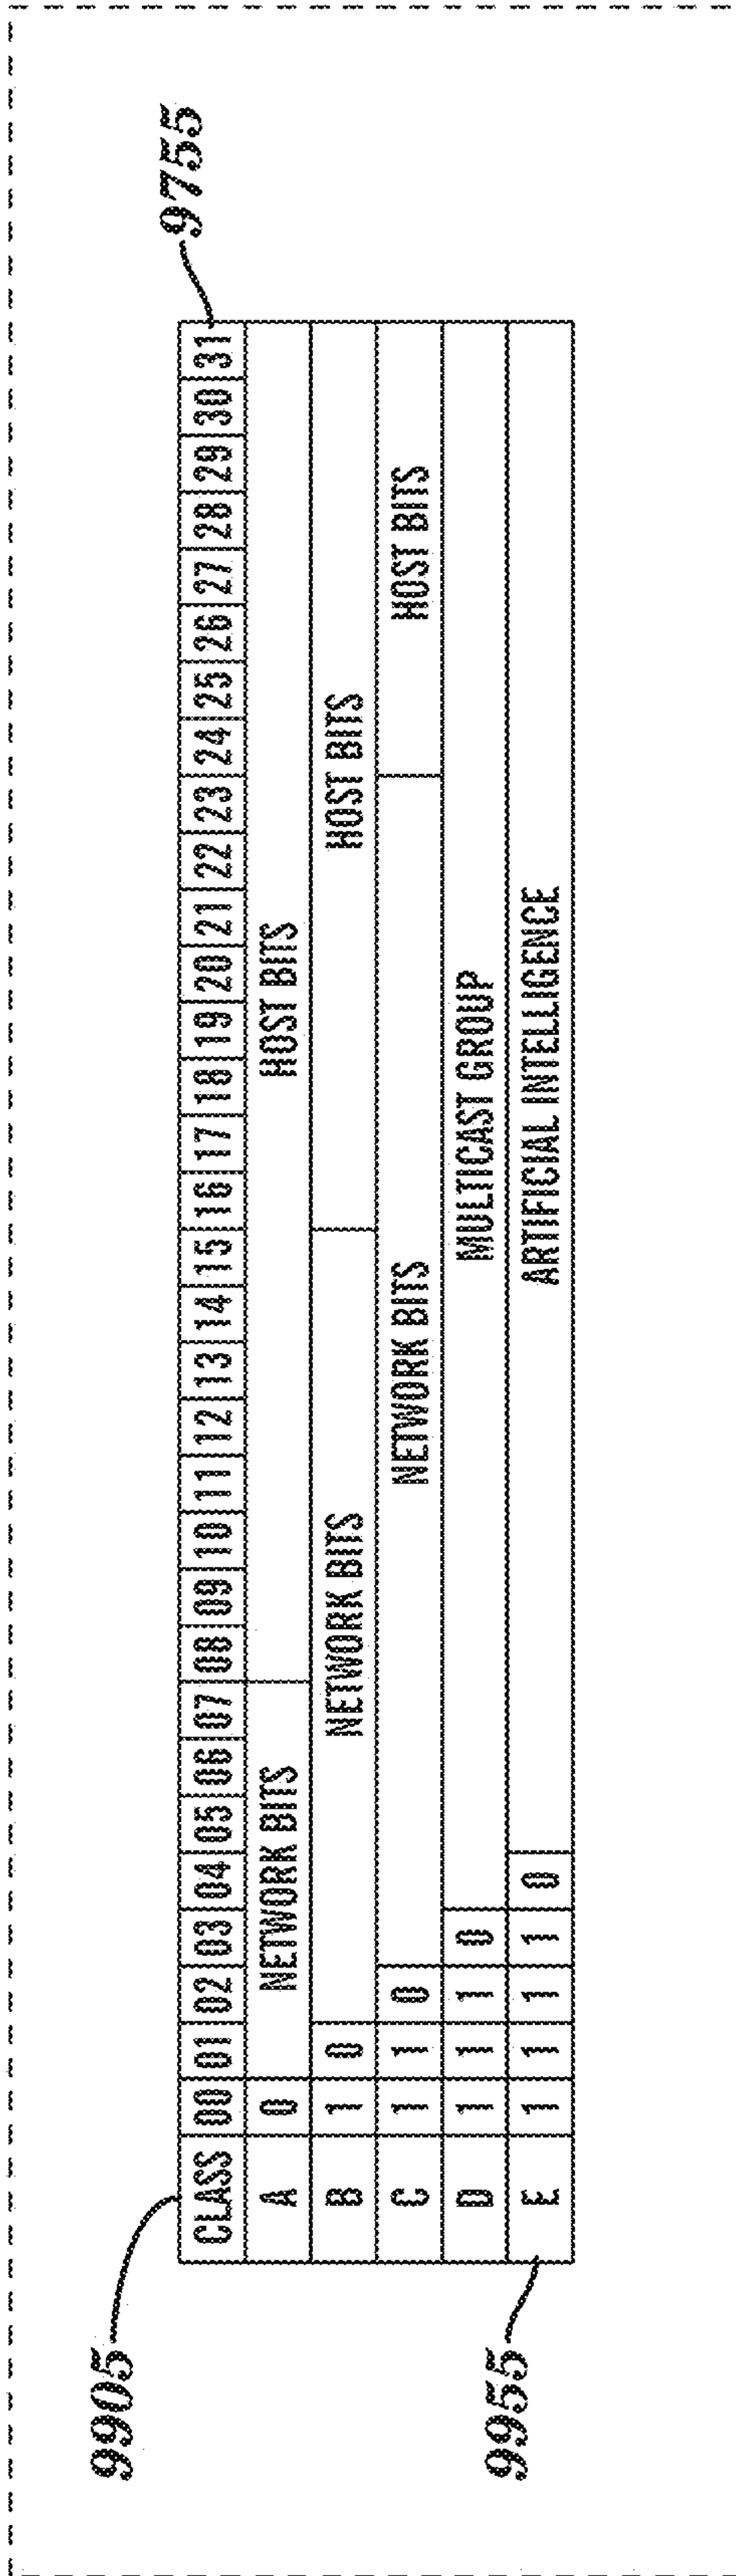 9905
9755
CLASS 00 01 02 03 04 05 06 07 08 09 10 11 12 13 14 15 16 17 18 19 20 21 22 23 24 25 26 27 28 29 30 31
A 0 NETWORK BITS HOST BITS
B 1 0 NETWORK BITS HOST BITS
C 1 1 0 NETWORK BITS HOST BITS
D 1 1 1 0 MULTICAST GROUP
E 1 1 1 1 0 ARTIFICIAL INTELLIGENCE
9955